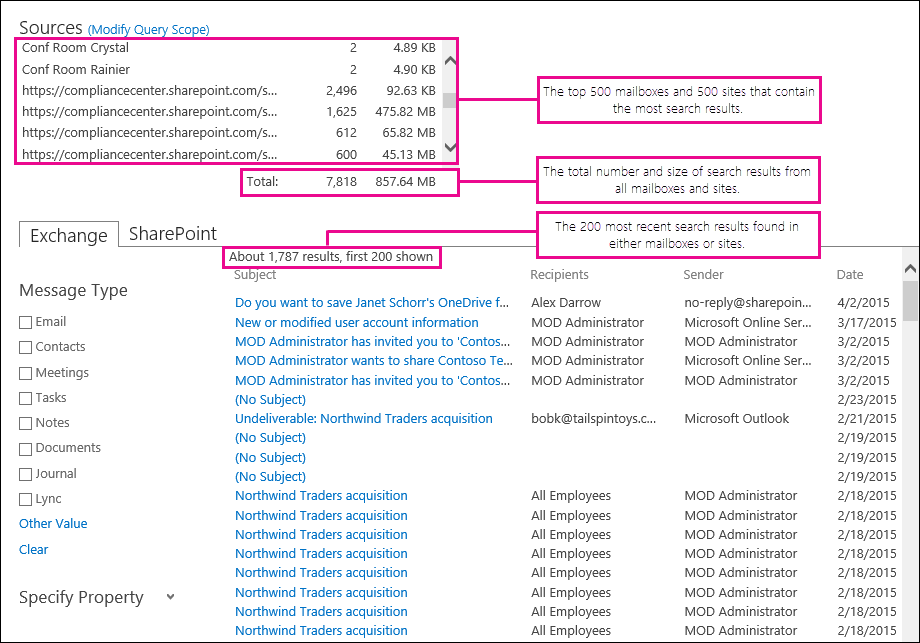 Sources (Modify Query Scope)
Conf Room Crystal 2 4.89 KB
Conf Room Rainier 2 4.90 KB
https://compliancecenter.sharepoint.com/s... 2,496 92.63 KB
https://compliancecenter.sharepoint.com/s... 1,625 475.82 MB
https://compliancecenter.sharepoint.com/s... 612 65.82 MB
https://compliancecenter.sharepoint.com/s... 600 45.13 MB
The top 500 mailboxes and 500 sites that contain
the most search results.
Total: 7,818 857.64 MB
The total number and size of search results from
all mailboxes and sites.
The 200 most recent search results found in
either mailboxes or sites.
Exchange SharePoint
About 1,787 results, first 200 shown
Message Type
Email
Contacts
Meetings
Tasks
Notes
Documents
Journal
Lync
Other Value
Clear
Specify Property
Subject Recipients Sender Date
Do you want to save Janet Schorr's OneDrive f... Alex Darrow no-reply@sharepoin... 4/2/2015
New or modified user account information MOD Administrator Microsoft Online Ser... 3/17/2015
MOD Administrator has invited you to 'Contos... MOD Administrator Microsoft Online Ser... 3/2/2015
MOD Administrator wants to share Contoso Te... MOD Administrator Microsoft Online Ser... 3/2/2015
MOD Administrator has invited you to 'Contos... MOD Administrator MOD Administrator 3/2/2015
(No Subject) 2/23/2015
Undeliverable: Northwind Traders acquisition bobk@tailspintoys.c... Microsoft Outlook 2/21/2015
(No Subject) 2/19/2015
(No Subject) 2/19/2015
(No Subject) 2/19/2015
Northwind Traders acquisition All Employees MOD Administrator 2/18/2015
Northwind Traders acquisition All Employees MOD Administrator 2/18/2015
Northwind Traders acquisition All Employees MOD Administrator 2/18/2015
Northwind Traders acquisition All Employees MOD Administrator 2/18/2015
Northwind Traders acquisition All Employees MOD Administrator 2/18/2015
Northwind Traders acquisition All Employees MOD Administrator 2/18/2015
Northwind Traders acquisition All Employees MOD Administrator 2/18/2015
Northwind Traders acquisition All Employees MOD Administrator 2/18/2015